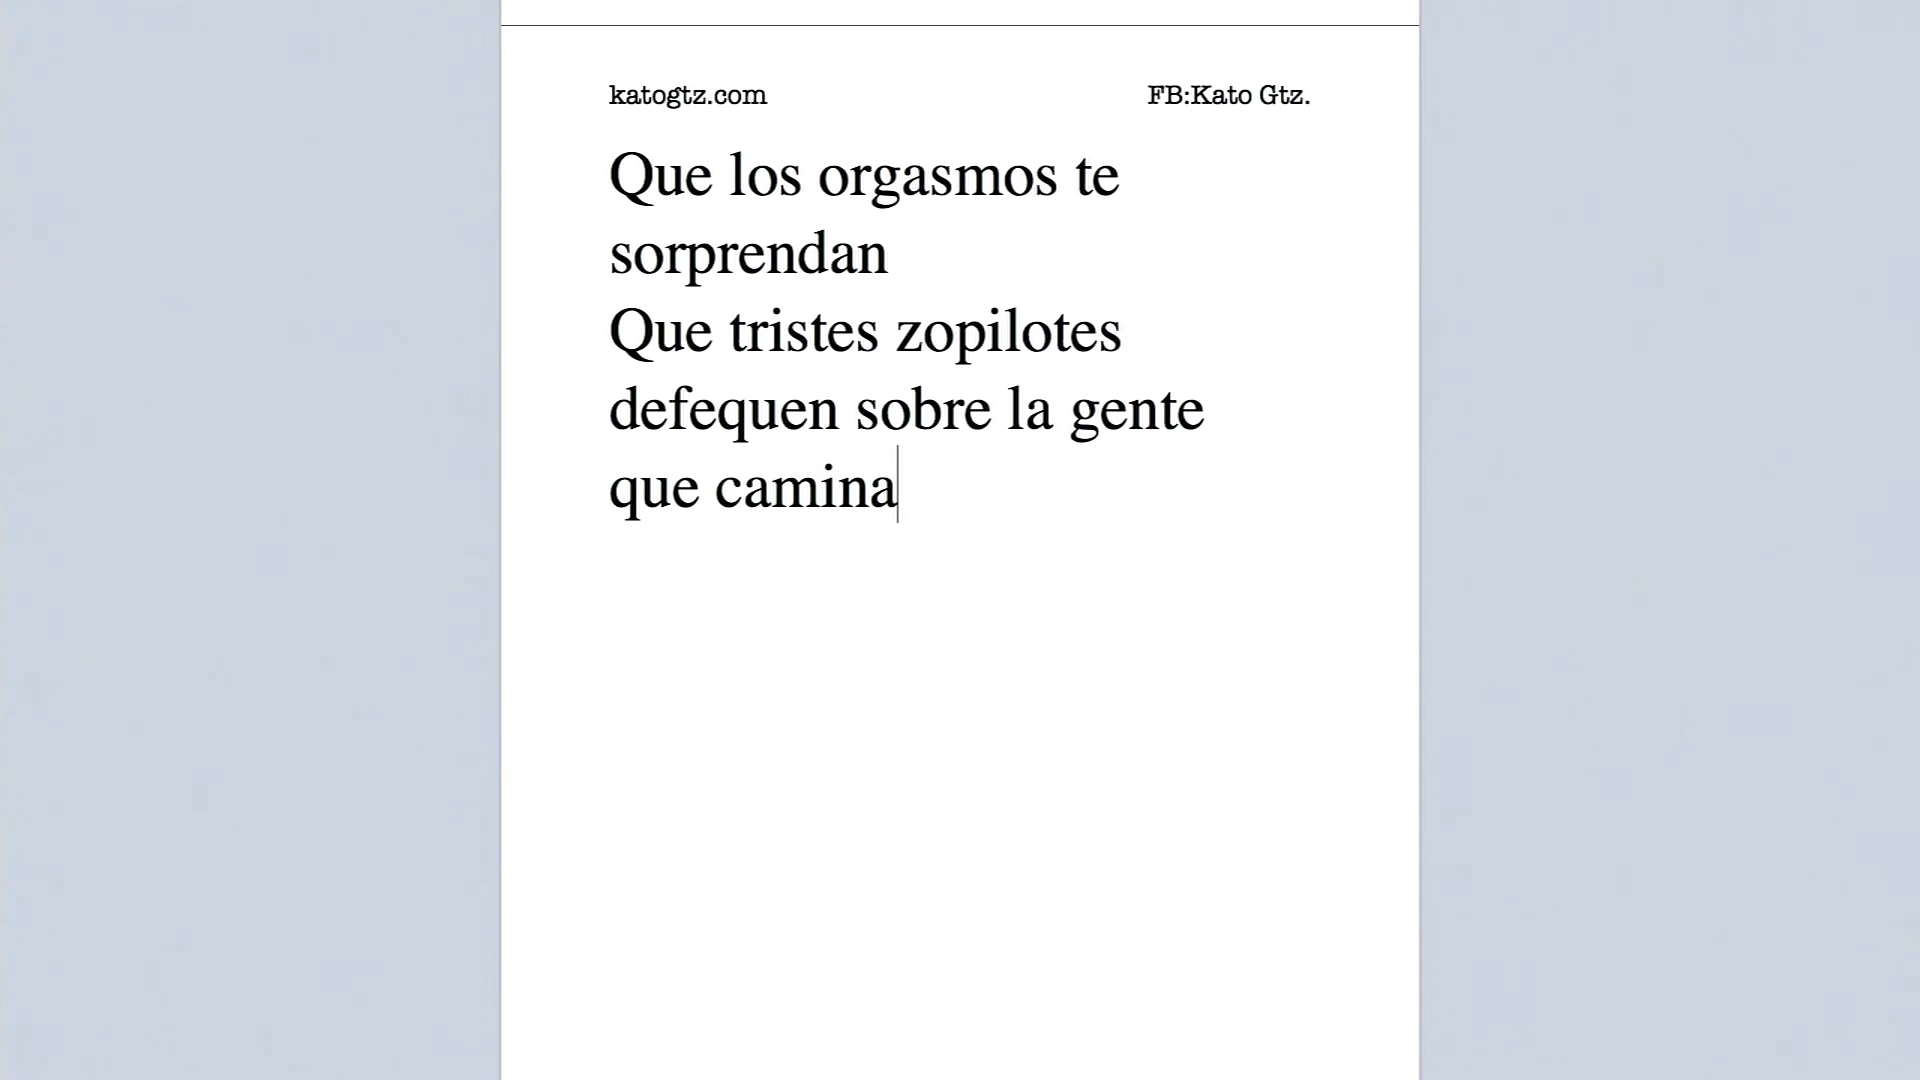 katogtz.com FB:Kato Gtz.
Que los orgasmos te
sorprendan
Que tristes zopilotes
defequen sobre la gente
que camina